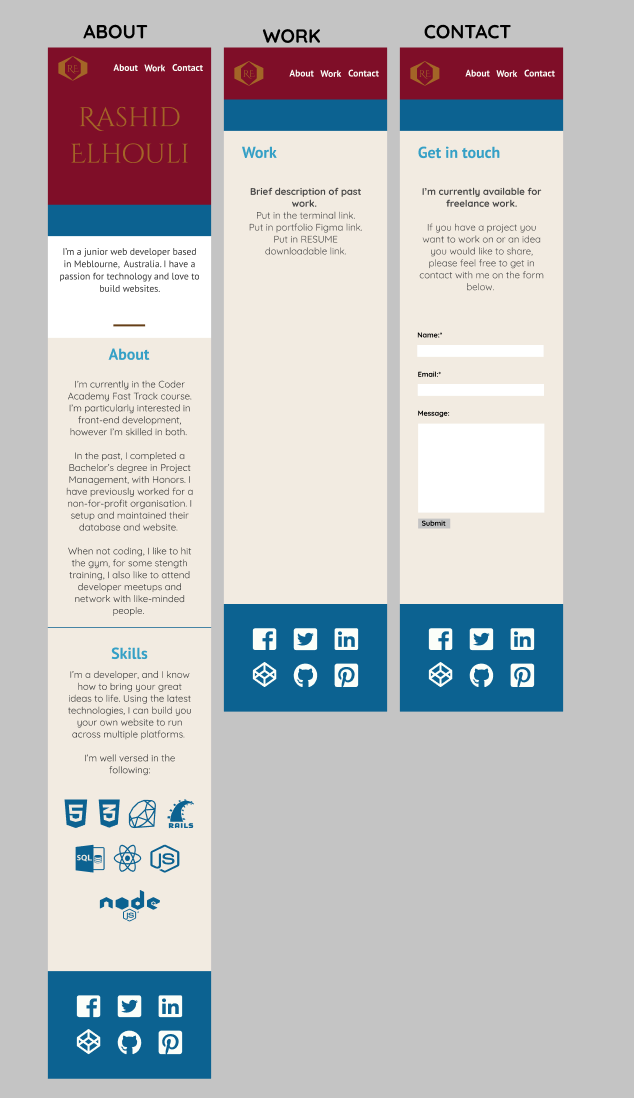 ABOUT
RE
About Work Contact
RASHID
ELHOULI
I'm a junior web developer based
in Meblourne, Australia. I have a
passion for technology and love to
build websites.
About
I'm currently in the Coder
Academy Fast Track course.
I'm particularly interested in
front-end development,
however I'm skilled in both.
In the past, I completed a
Bachelor's degree in Project
Management, with Honors. I
have previously worked for a
non-for-profit organisation. I
setup and maintained their
database and website.
When not coding, I like to hit
the gym, for some stength
training, I also like to attend
developer meetups and
network with like-minded
people.
Skills
I'm a developer, and I know
how to bring your great
ideas to life. Using the latest
technologies, I can build you
your own website to run
across multiple platforms.
I'm well versed in the
following:
5 3 RAILS
SQL JS
node
JS
in
WORK
RE
About Work Contact
Work
Brief description of past
work.
Put in the terminal link.
Put in portfolio Figma link.
Put in RESUME
downloadable link.
in
CONTACT
RE
About Work Contact
Get in touch
I'm currently available for
freelance work.
If you have a project you
want to work on or an idea
you would like to share,
please feel free to get in
contact with me on the form
below.
Name:*
Email:*
Message:
Submit
in